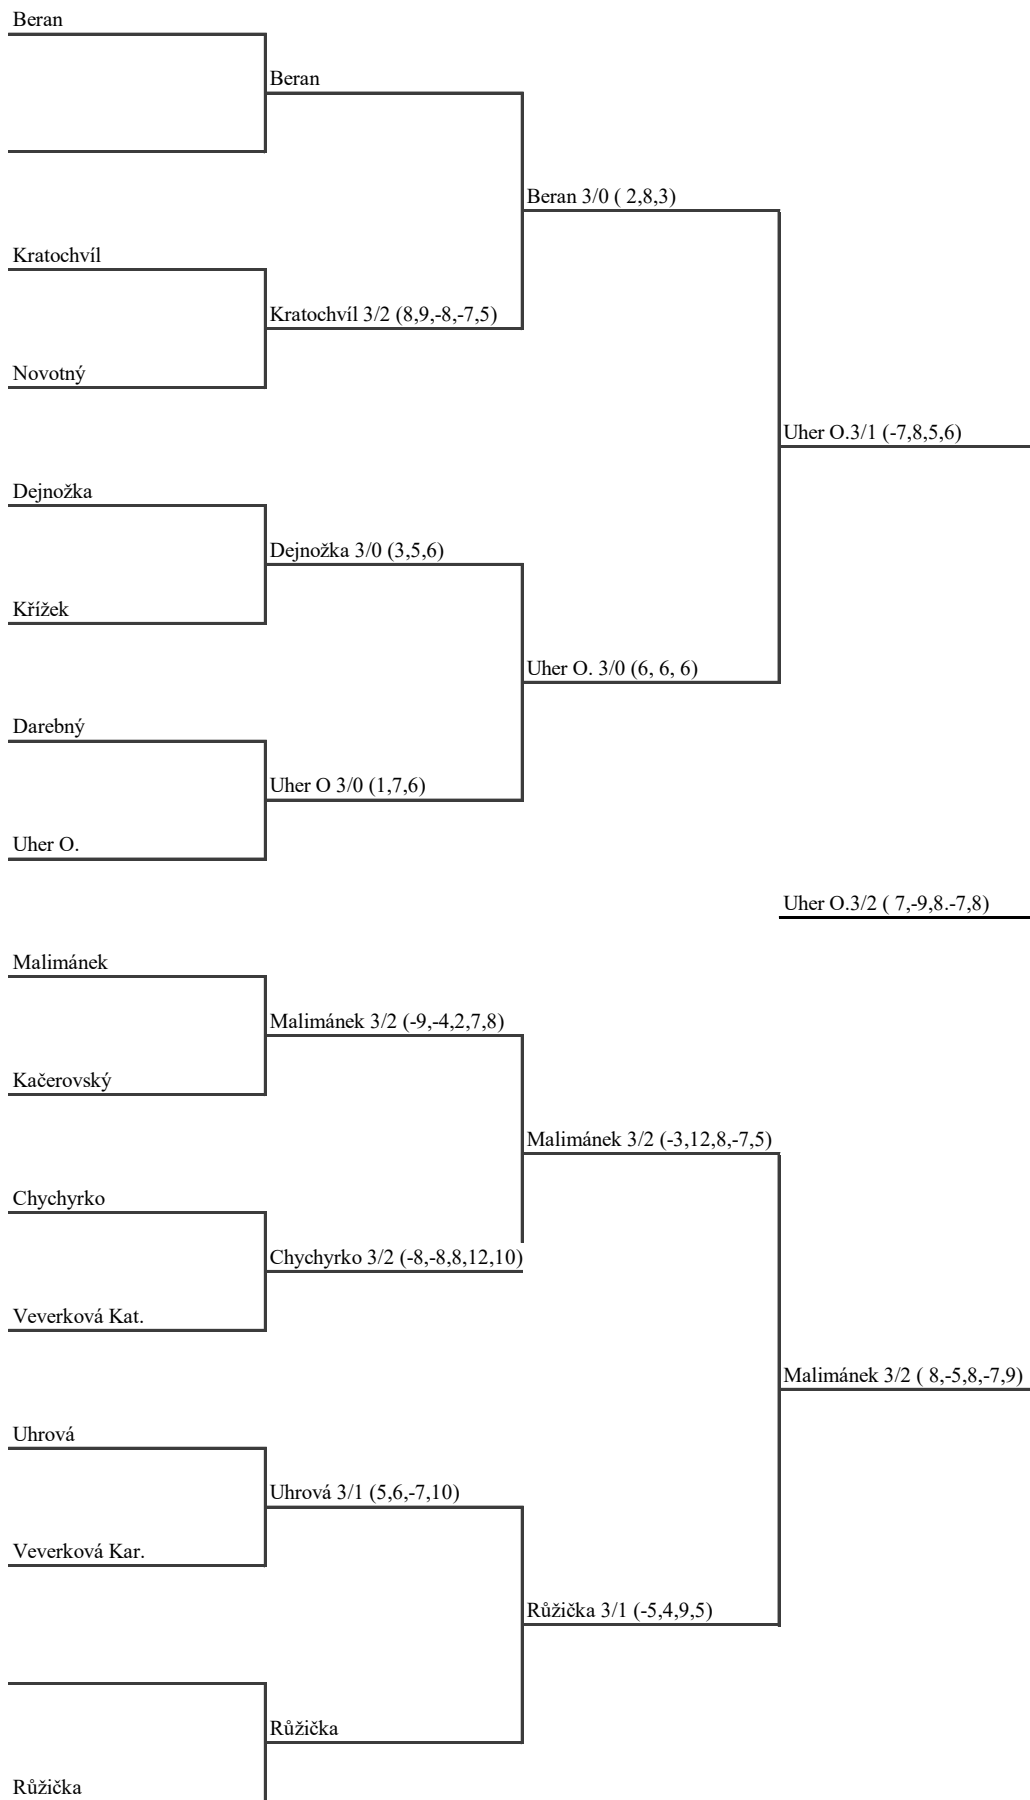 Beran
Beran
Beran 3/0 ( 2,8,3)
Kratochvíl
Kratochvíl 3/2 (8,9,-8,-7,5)
Novotný
Uher O.3/1 (-7,8,5,6)
Dejnožka
Dejnožka 3/0 (3,5,6)
Křížek
Uher O. 3/0 (6, 6, 6)
Darebný
Uher O 3/0 (1,7,6)
Uher O.
Uher O.3/2 ( 7,-9,8.-7,8)
Malimánek
Malimánek 3/2 (-9,-4,2,7,8)
Kačerovský
Malimánek 3/2 (-3,12,8,-7,5)
Chychyrko
Chychyrko 3/2 (-8,-8,8,12,10)
Veverková Kat.
Malimánek 3/2 ( 8,-5,8,-7,9)
Uhrová
Uhrová 3/1 (5,6,-7,10)
Veverková Kar.
Růžička 3/1 (-5,4,9,5)
Růžička
Růžička